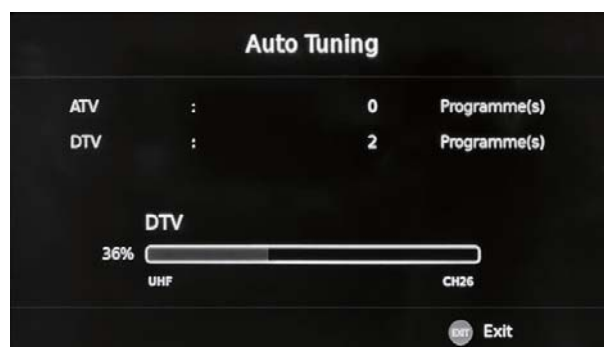 Auto Tuning
ATV : 0 Programme(s)
DTV : 2 Programme(s)
DTV
36%
UHF CH26
EXIT Exit